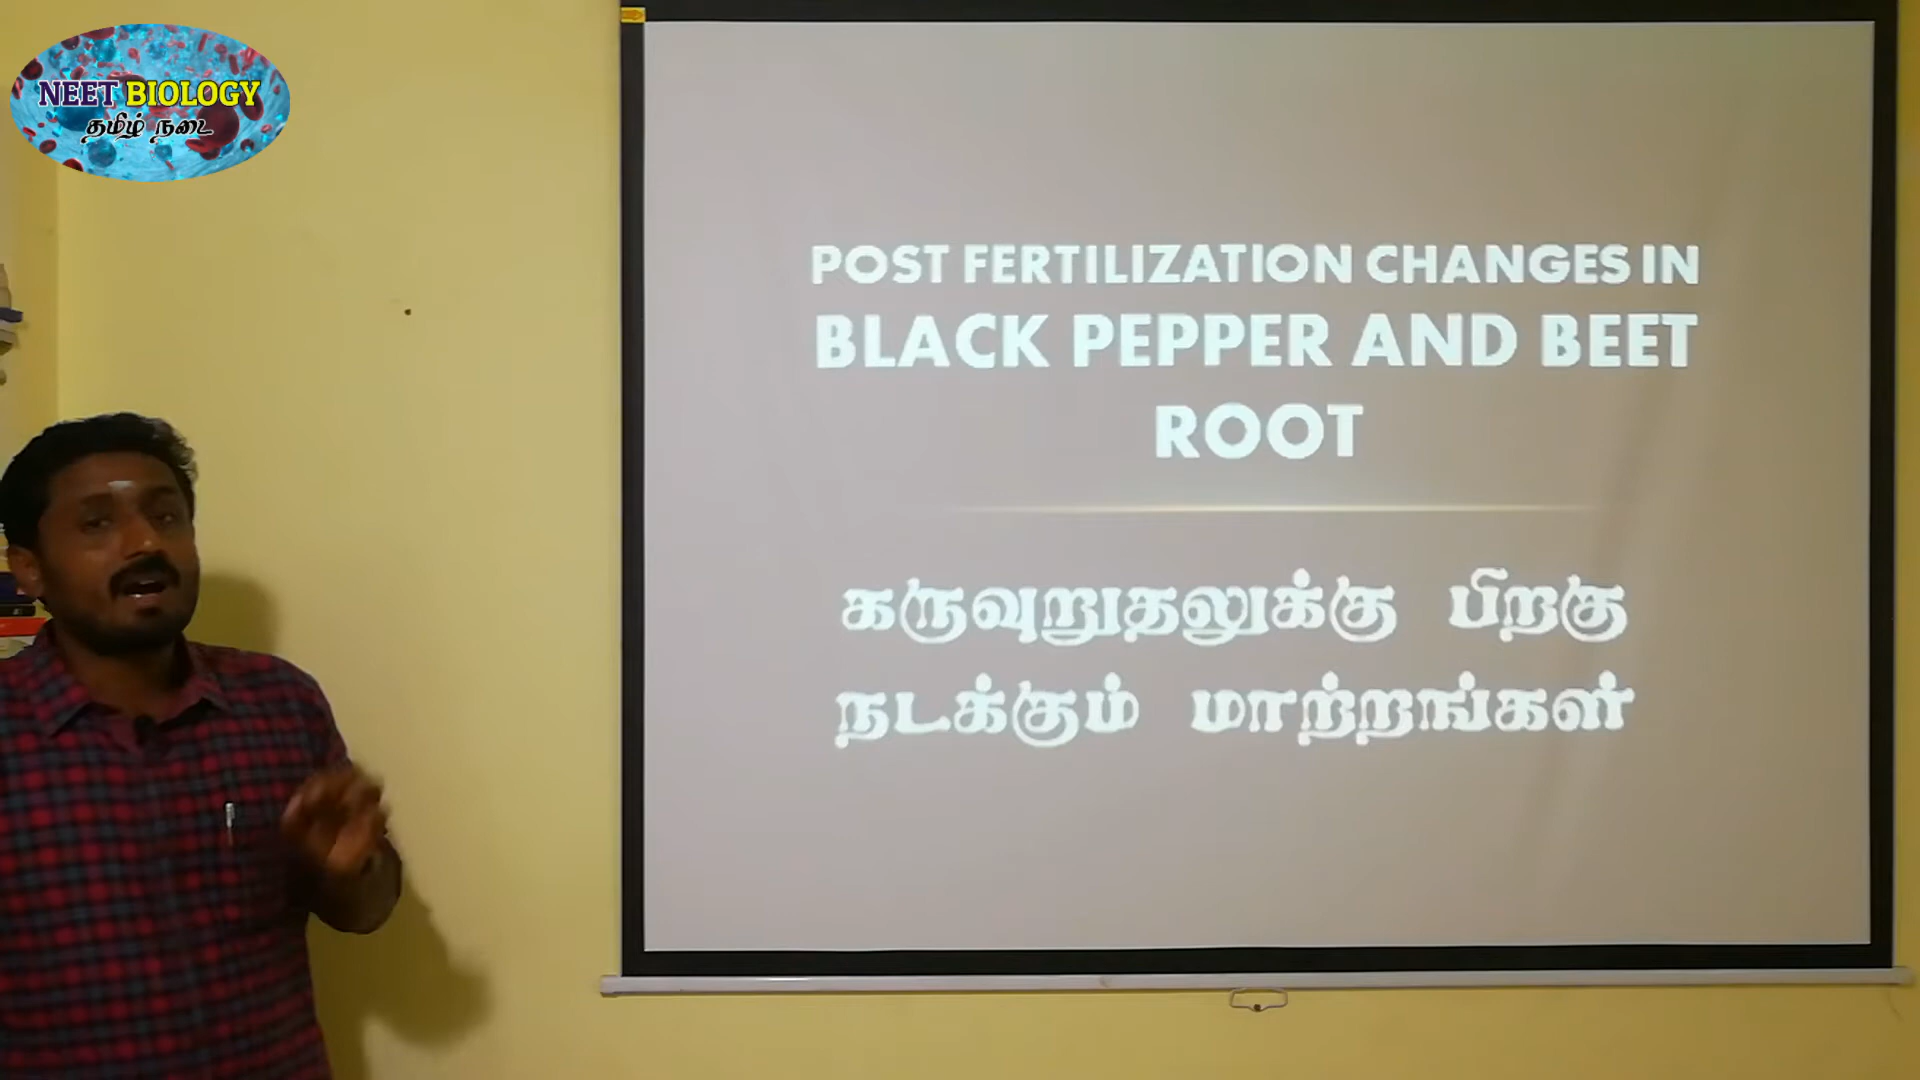 NEET BIOLOGY
தமிழ் நடை
POST FERTILIZATION CHANGES IN
BLACK PEPPER AND BEET
ROOT
கருவுறுதலுக்கு பிறகு
நடக்கும் மாற்றங்கள்